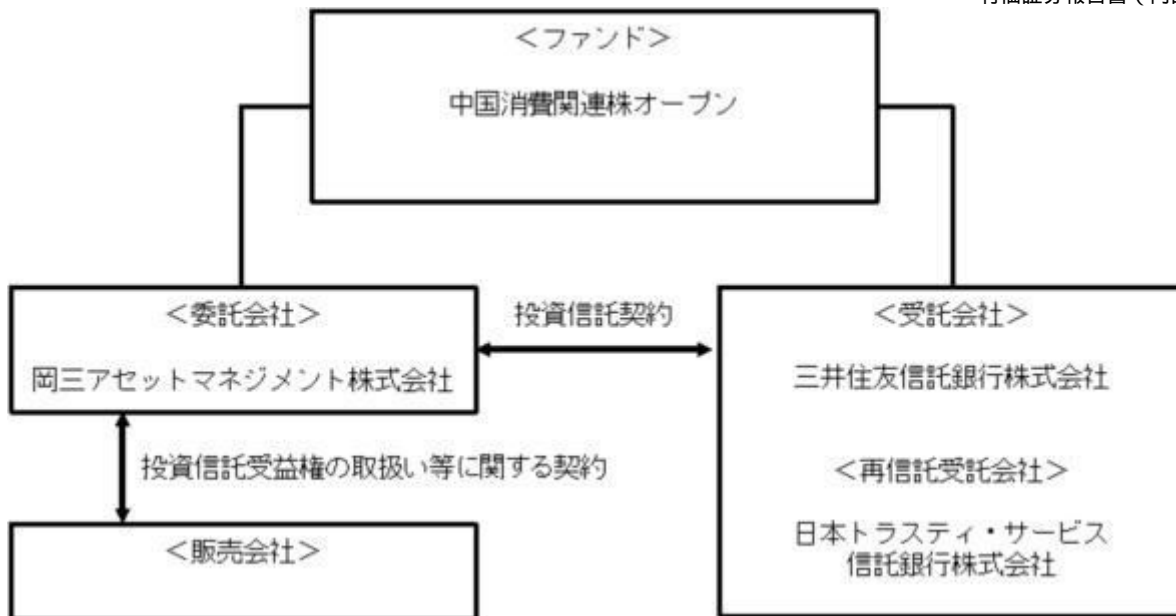 ＜ファンド＞
中国消費関連株オープン
＜委託会社＞
岡三アセットマネジメント株式会社
投資信託契約
＜受託会社＞
三井住友信託銀行株式会社
＜再信託受託会社＞
日本トラスティ・サービス
信託銀行株式会社
投資信託受益権の取扱い等に関する契約
＜販売会社＞